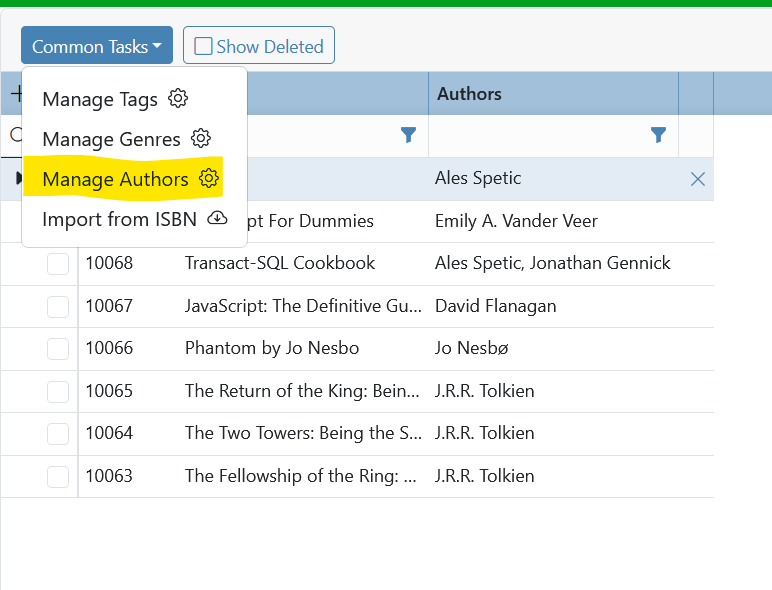 Common Tasks Show Deleted
Authors
Manage Tags
Manage Genres
Manage Authors
Import from ISBN
Ales Spetic
pt For Dummies Emily A. Vander Veer
10068 Transact-SQL Cookbook Ales Spetic, Jonathan Gennick
10067 JavaScript: The Definitive Gu... David Flanagan
10066 Phantom by Jo Nesbo Jo Nesbø
10065 The Return of the King: Bein... J.R.R. Tolkien
10064 The Two Towers: Being the S... J.R.R. Tolkien
10063 The Fellowship of the Ring: ... J.R.R. Tolkien